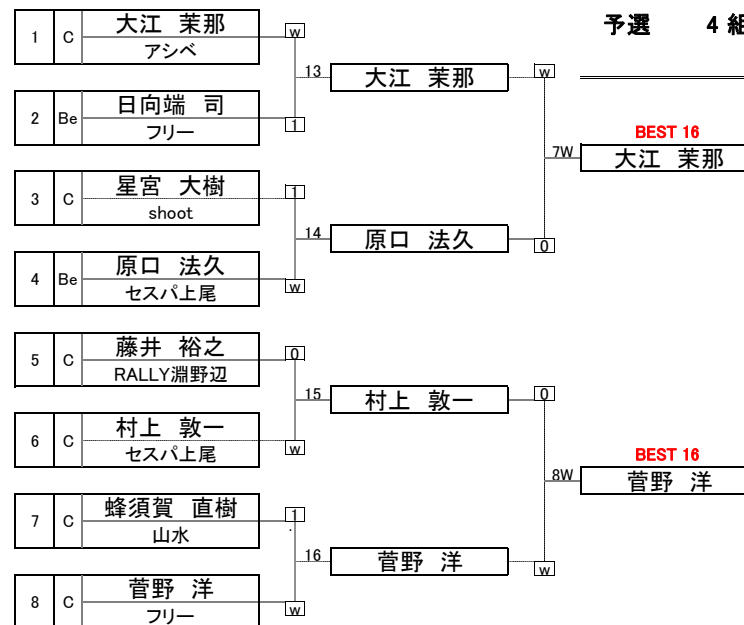 予選 4 組
1 C 大江 茉那 w
アシベ
13 大江 茉那 w
2 Be 日向端 司 1
フリー
BEST 16
7W 大江 茉那
3 C 星宮 大樹 1
shoot
14 原口 法久 0
4 Be 原口 法久 w
セスパ上尾
5 C 藤井 裕之 0
RALLY淵野辺
15 村上 敦一 0
6 C 村上 敦一 w
セスパ上尾
BEST 16
8W 菅野 洋
7 C 蜂須賀 直樹 1
山水
16 菅野 洋 w
8 C 菅野 洋 w
フリー